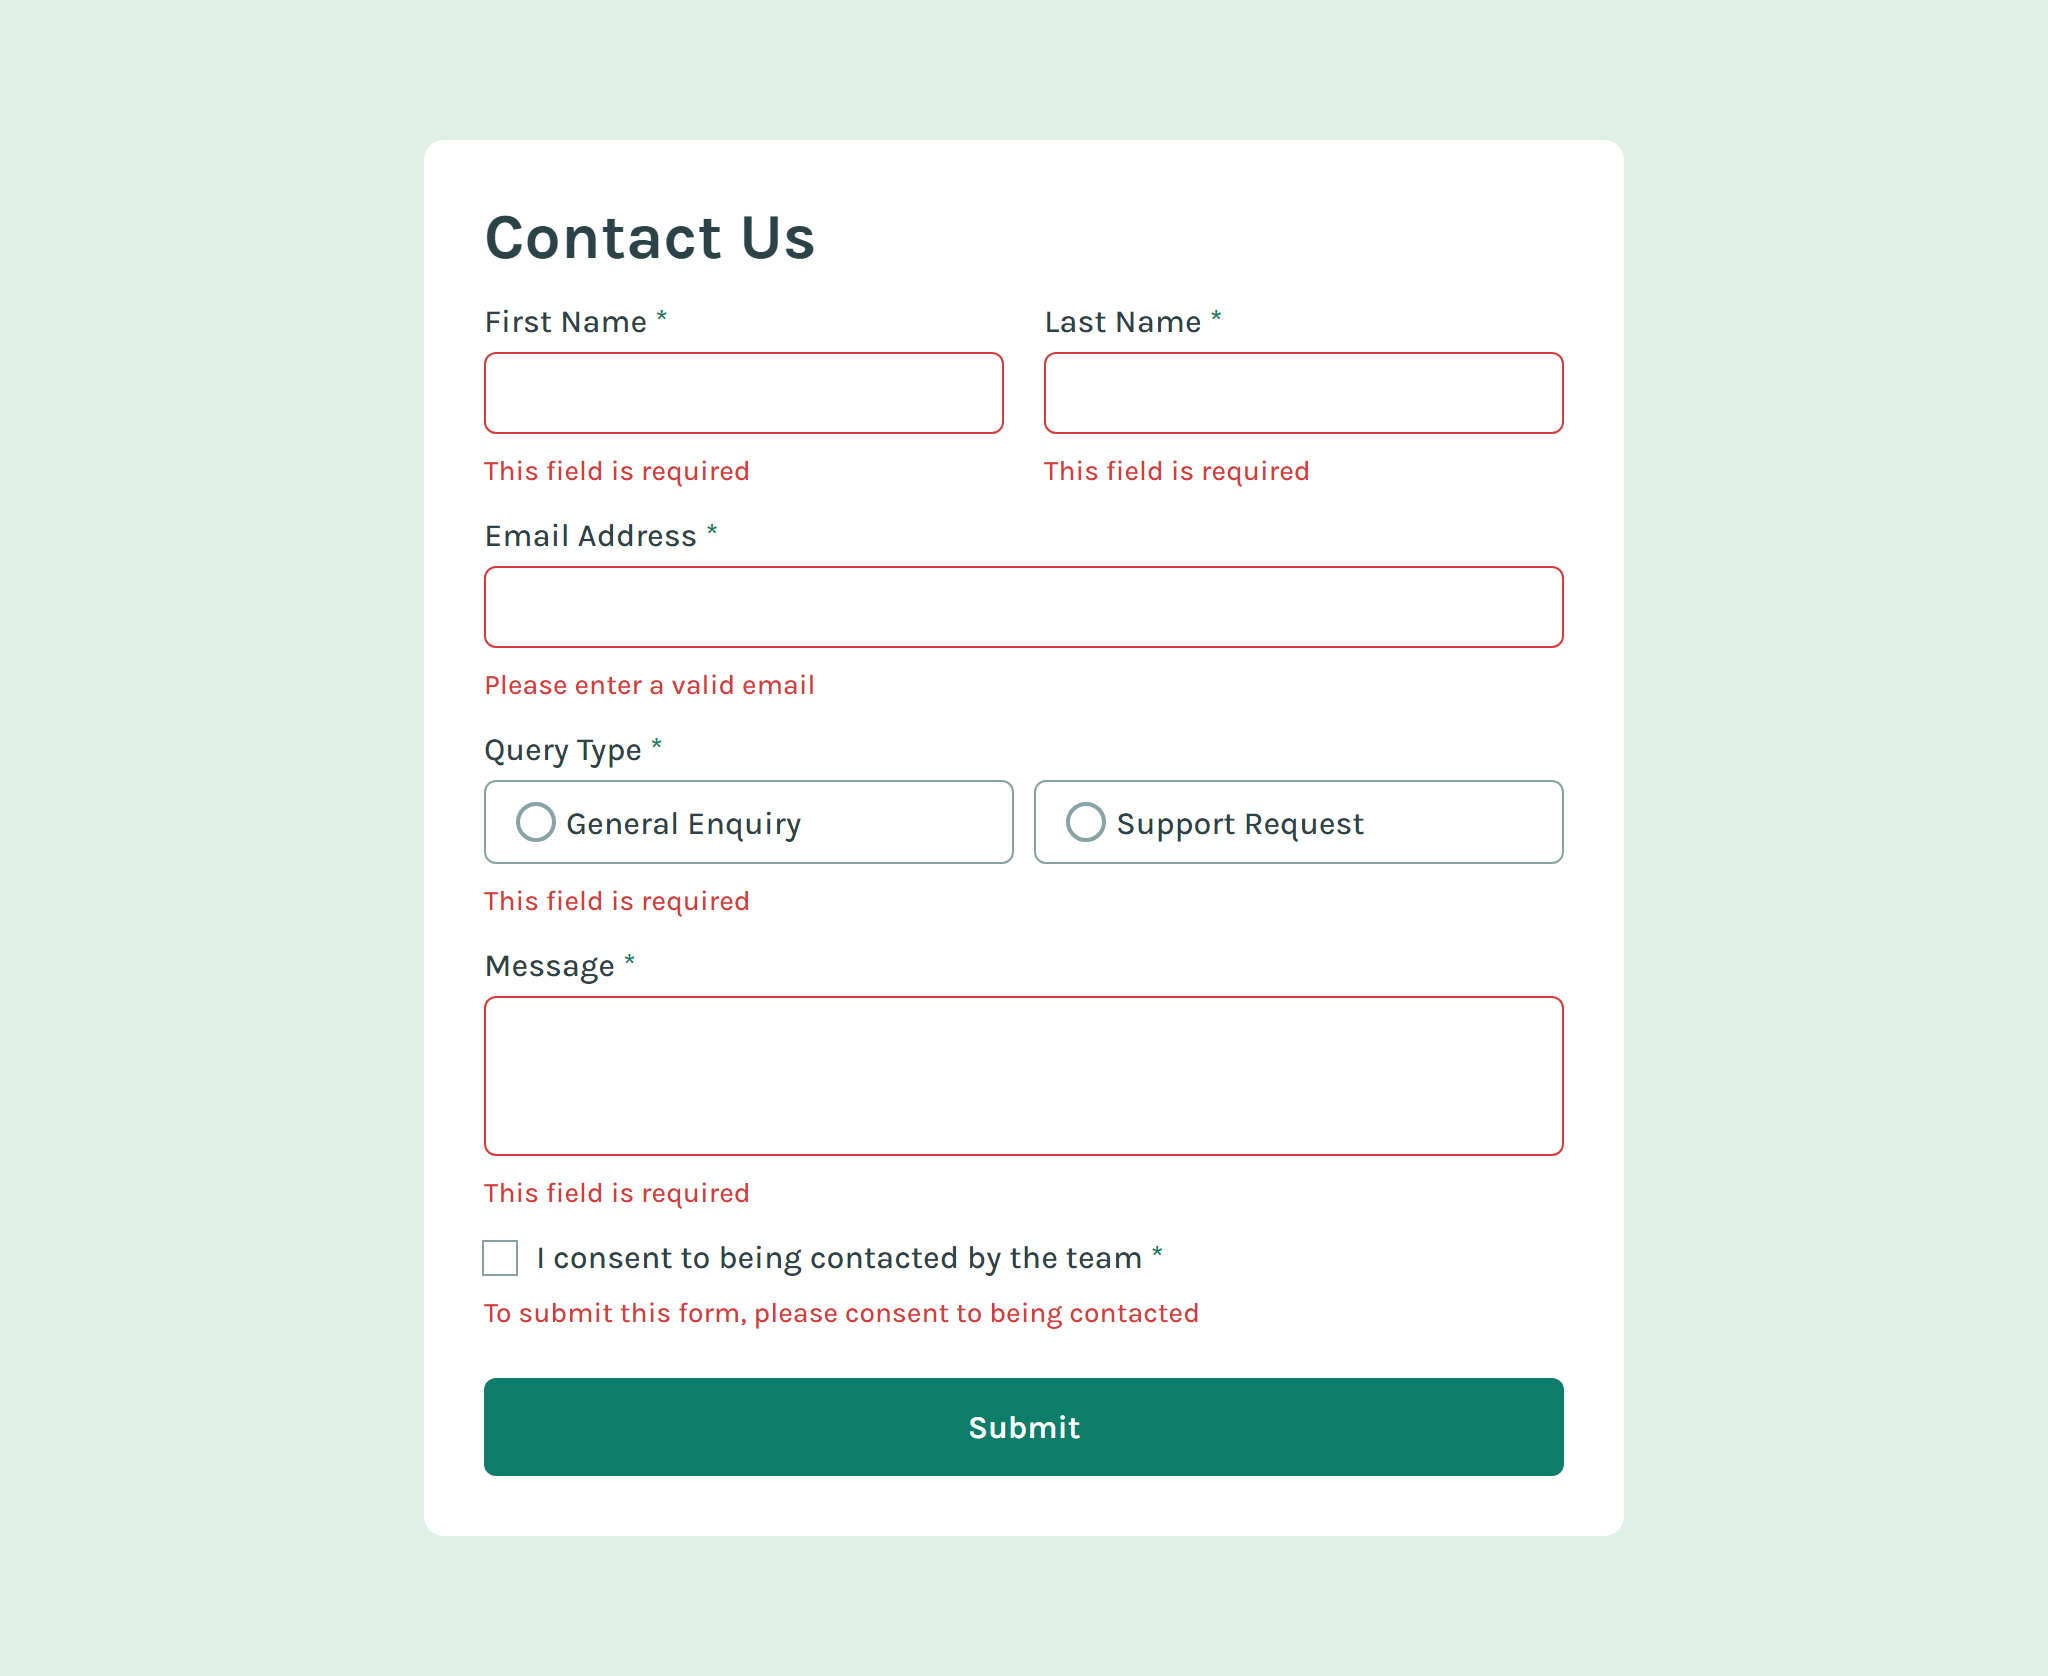 Contact Us
First Name *
Last Name *
This field is required
This field is required
Email Address *
Please enter a valid email
Query Type *
General Enquiry
Support Request
This field is required
Message *
This field is required
I consent to being contacted by the team *
To submit this form, please consent to being contacted
Submit